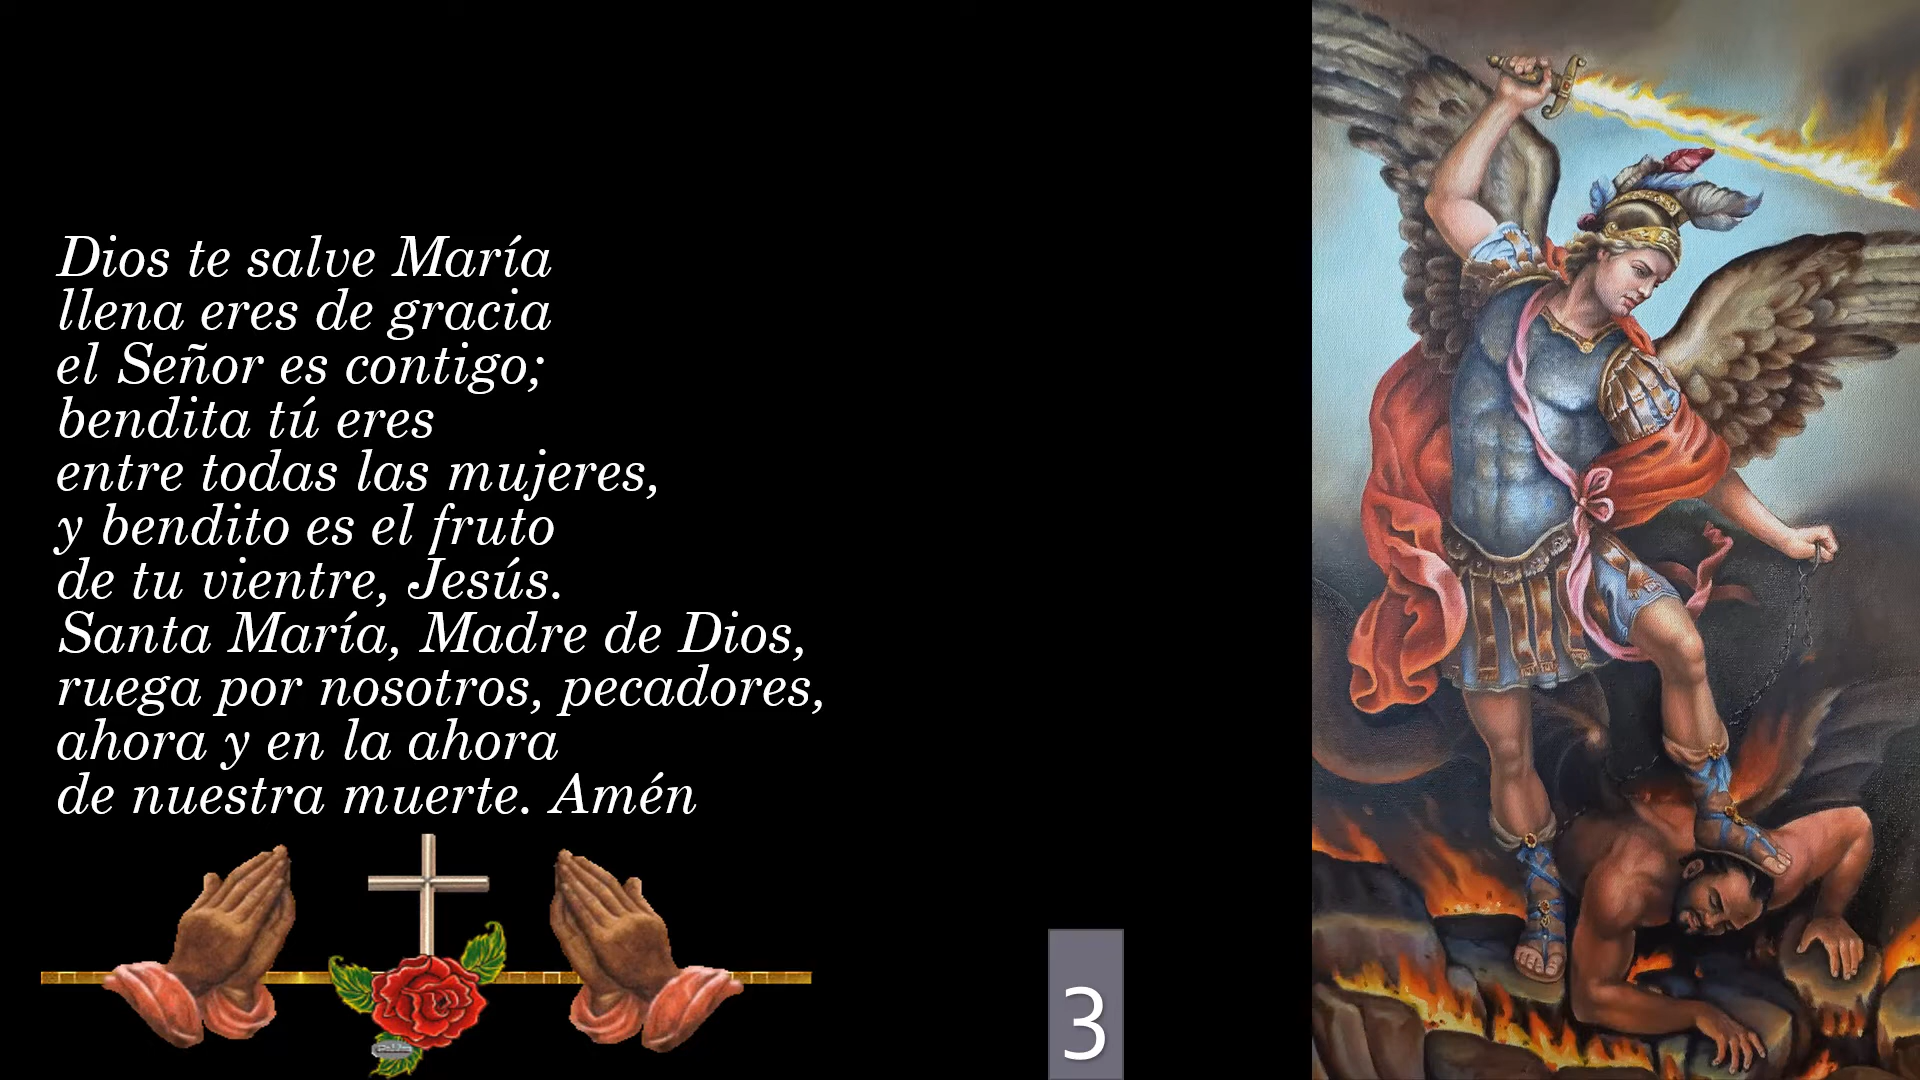 Dios te salve María
llena eres de gracia
el Señor es contigo;
bendita tú eres
entre todas las mujeres,
y bendito es el fruto
de tu vientre, Jesús.
Santa María, Madre de Dios,
ruega por nosotros, pecadores,
ahora y en la ahora
de nuestra muerte. Amén
3